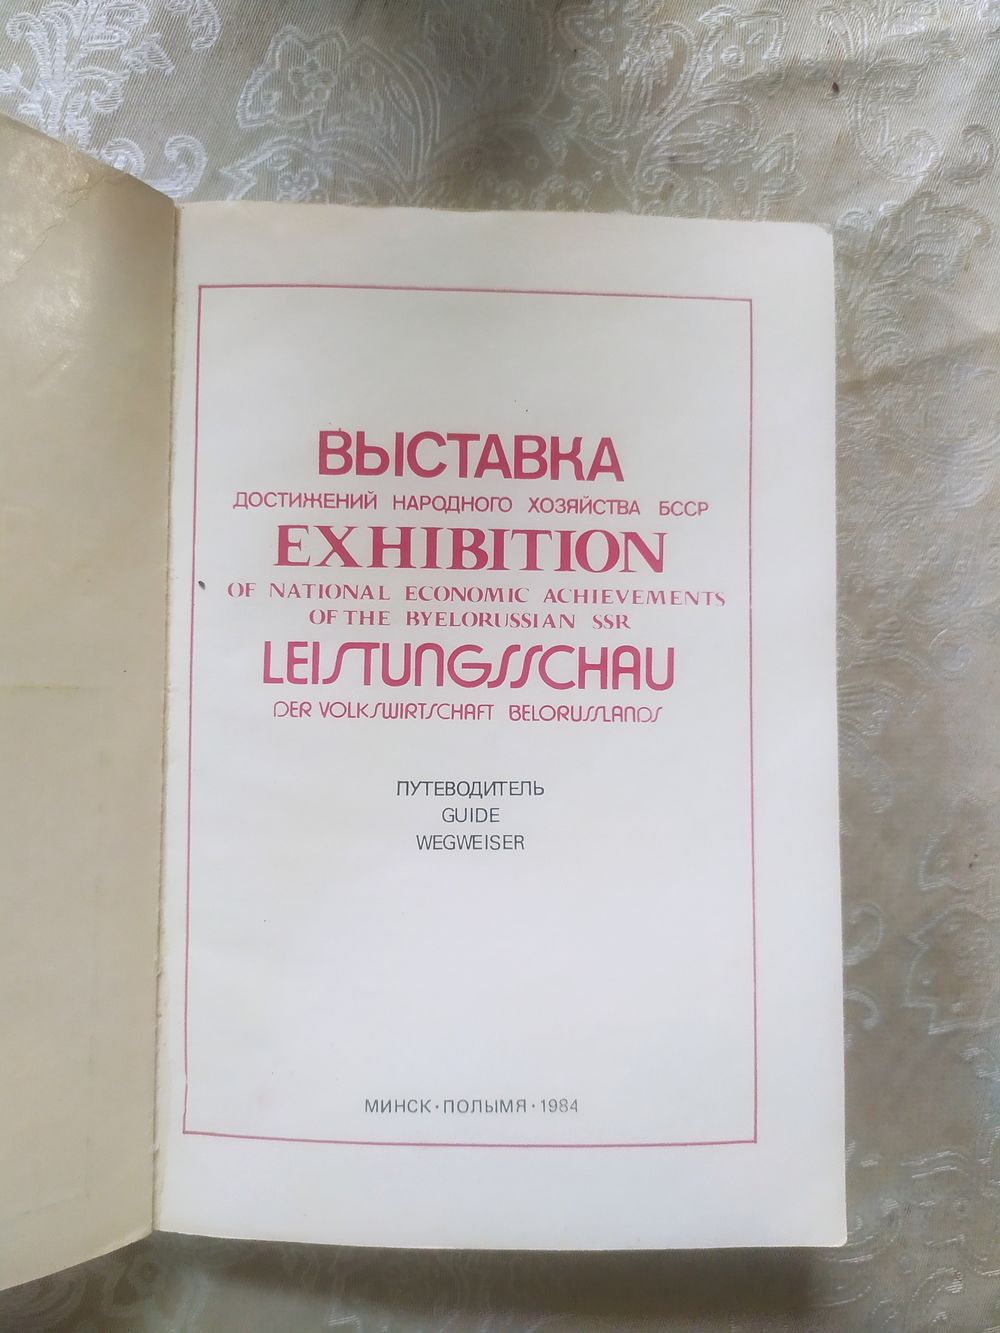 ВЫСТАВКА
ДОСТИЖЕНИЙ НАРОДНОГО ХОЗЯЙСТВА БССР
EXHIBITION
OF NATIONAL ECONOMIC ACHIEVEMENTS
OF THE BYELORUSSIAN SSR
LEISTUNGSSCHAU
DER VOLKSWIRTSCHAFT BELORUSSLANDS
ПУТЕВОДИТЕЛЬ
GUIDE
WEGWEISER
МИНСК·ПОЛЫМЯ·1984